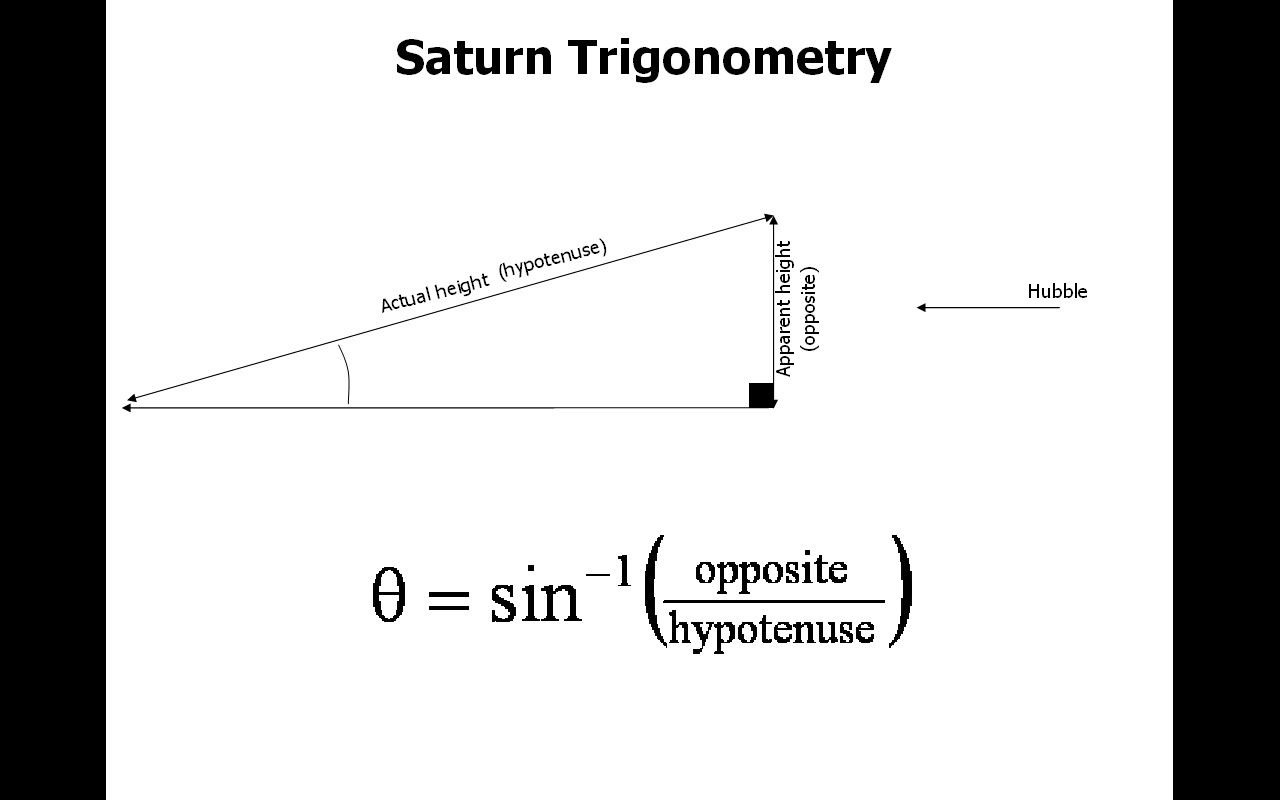 Saturn Trigonometry
Actual height (hypotenuse)
Apparent height
(opposite)
Hubble
θ = sin⁻¹(opposite/hypotenuse)